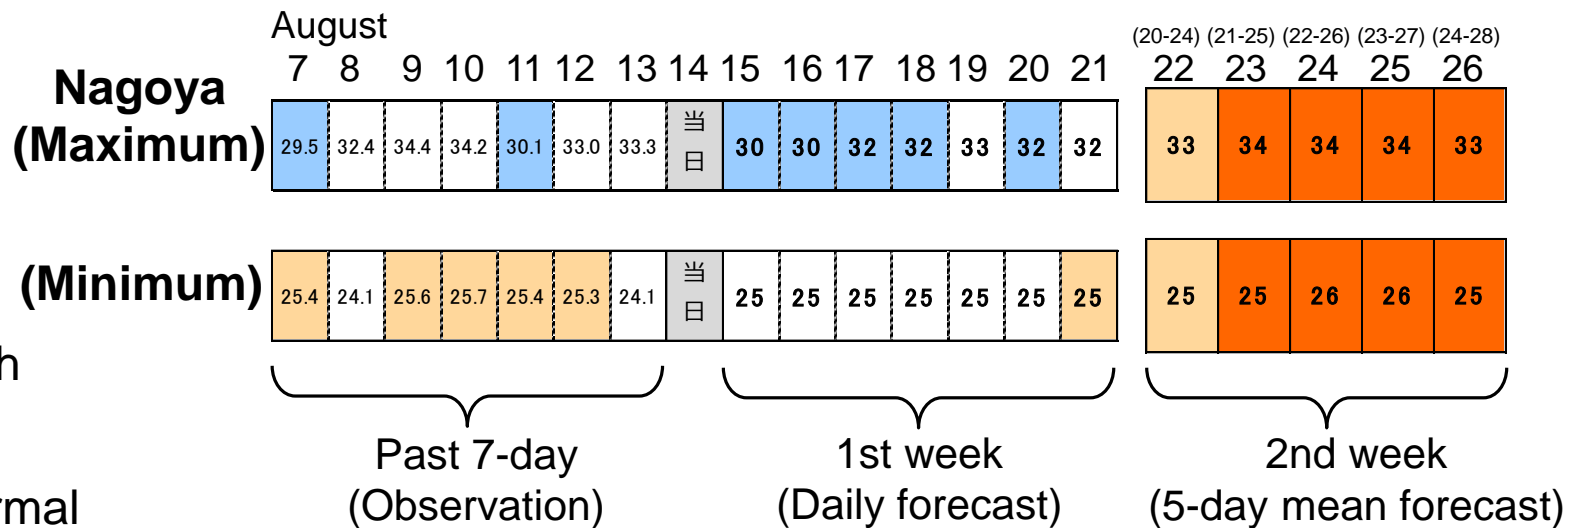 August
(20-24) (21-25) (22-26) (23-27) (24-28)
7 8 9 10 11 12 13 14 15 16 17 18 19 20 21 22 23 24 25 26
Nagoya
(Maximum)
29.5 32.4 34.4 34.2 30.1 33.0 33.3 当日 30 30 32 32 33 32 32 33 34 34 34 33
(Minimum)
25.4 24.1 25.6 25.7 25.4 25.3 24.1 当日 25 25 25 25 25 25 25 25 25 26 26 25
Past 7-day
(Observation)
1st week
(Daily forecast)
2nd week
(5-day mean forecast)